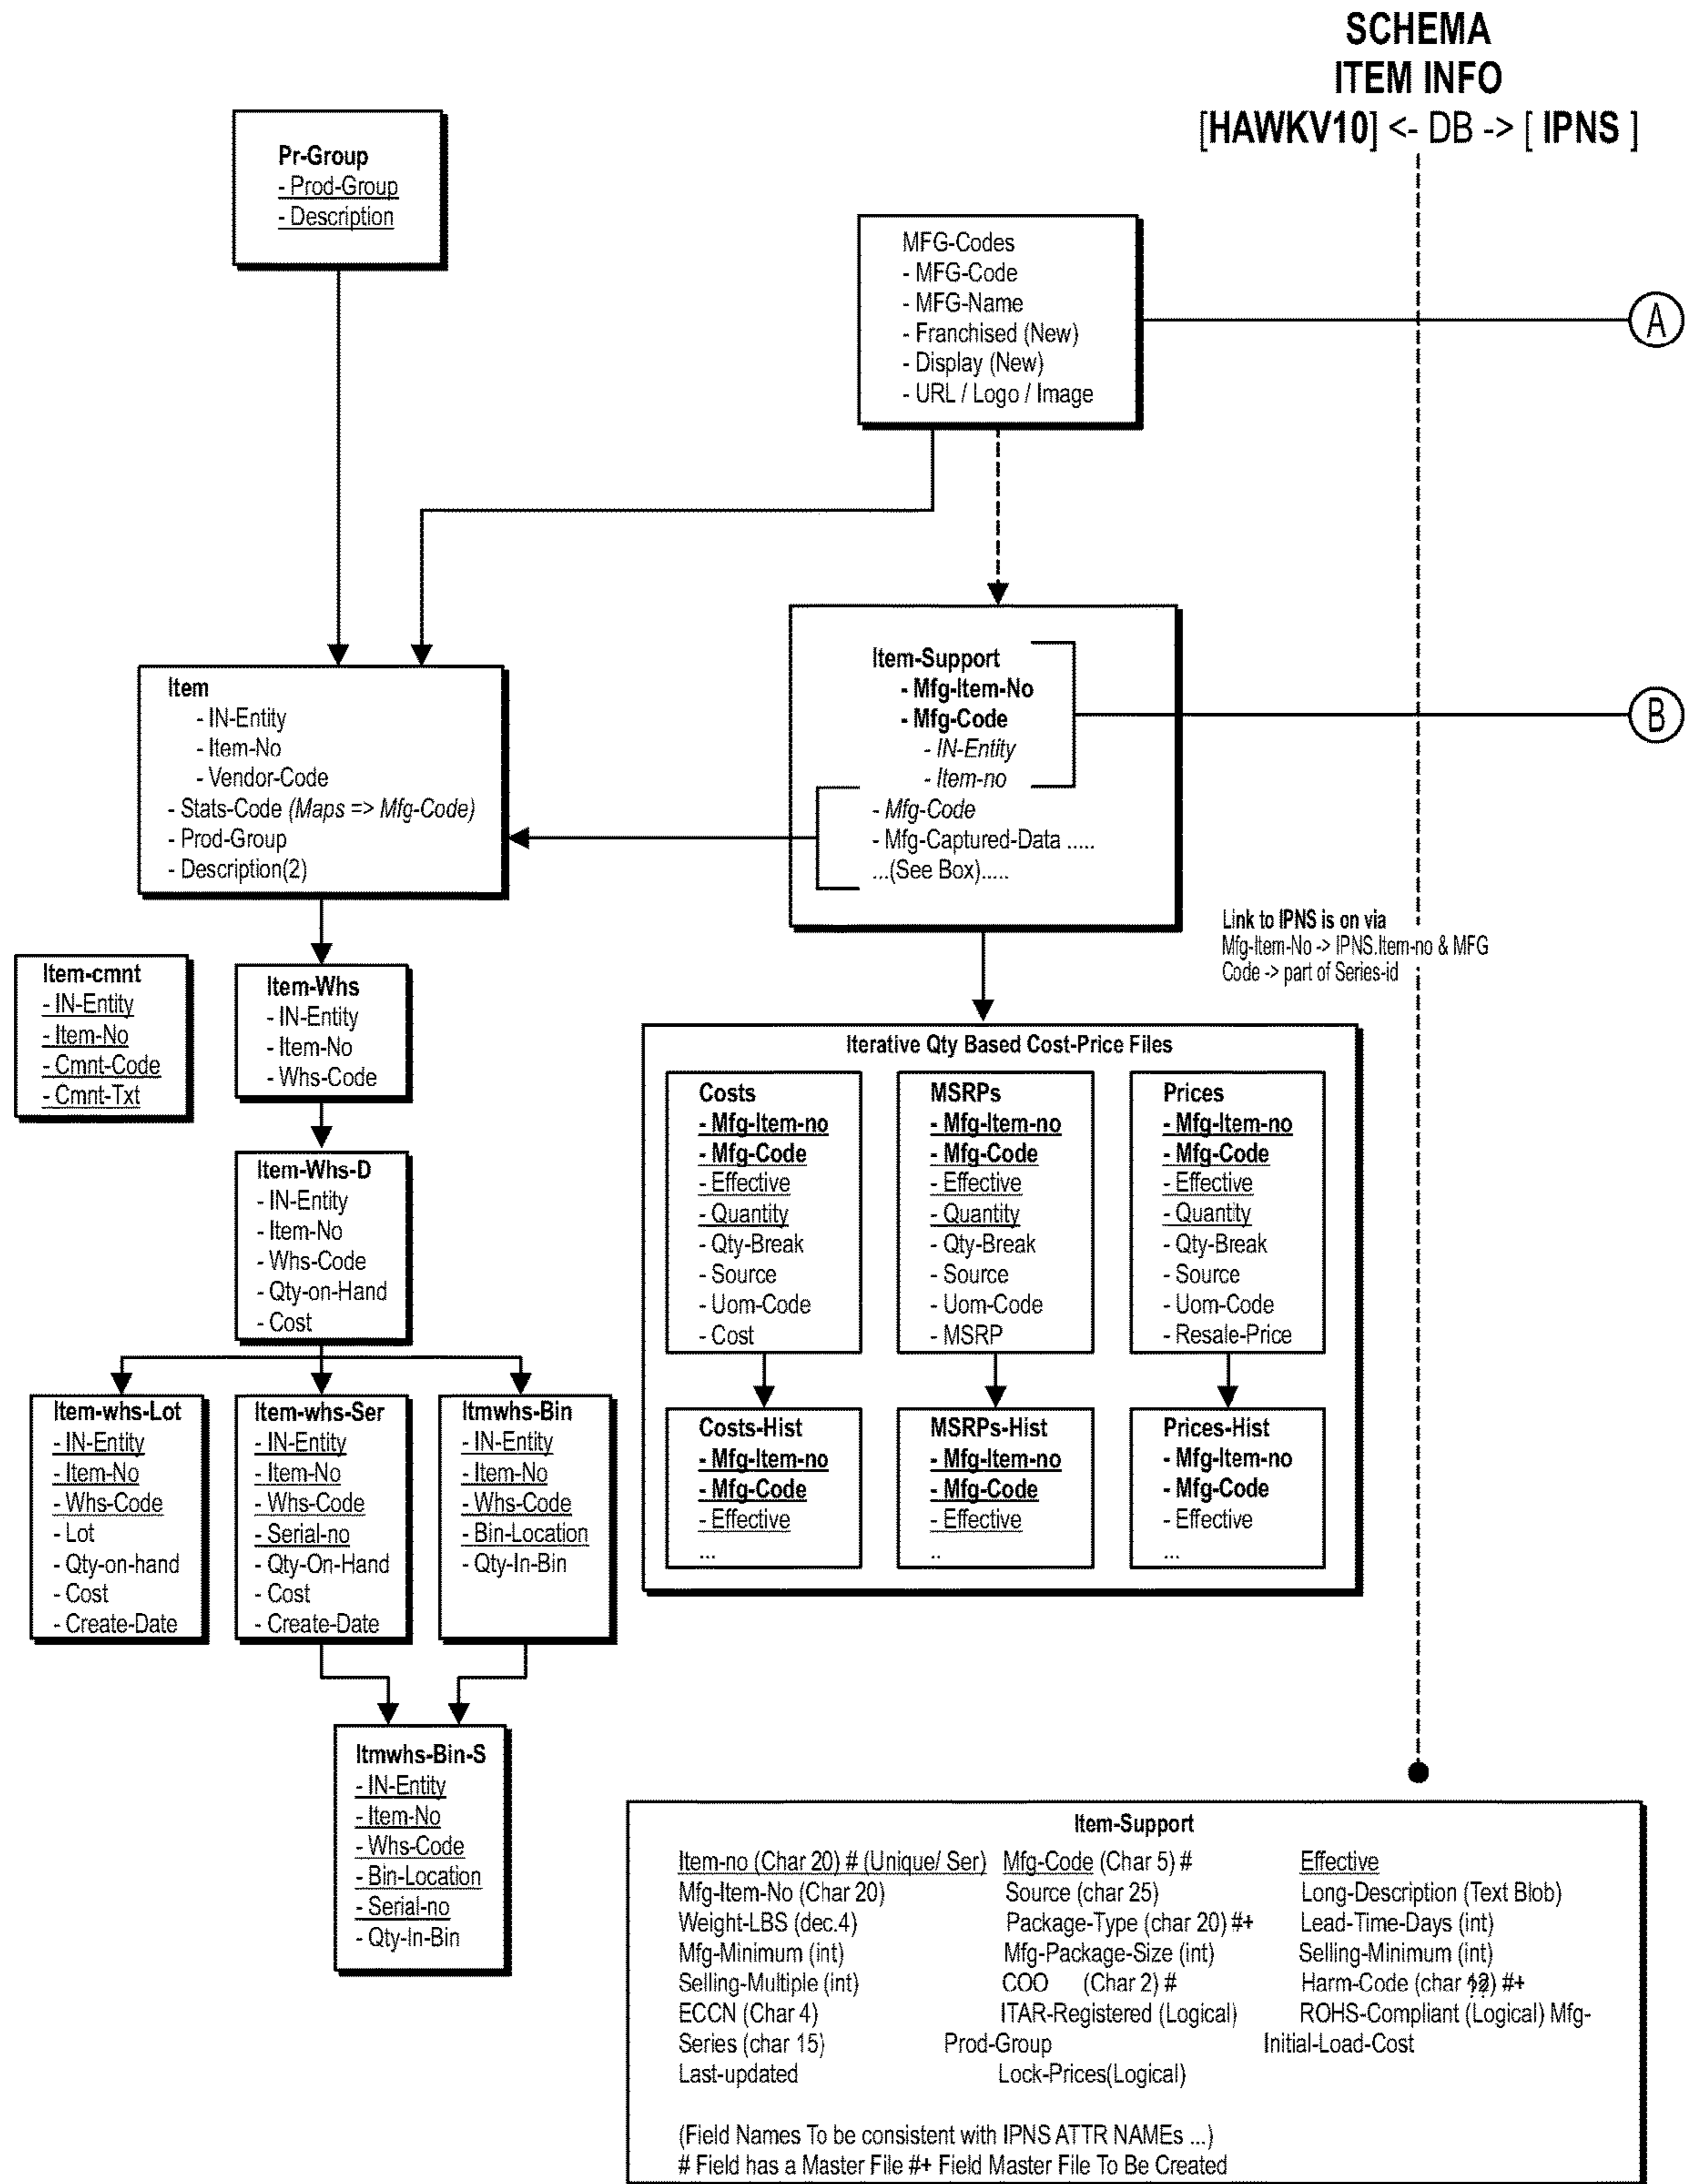 SCHEMA
ITEM INFO
[HAWKV10] <- DB -> [ IPNS ]
Pr-Group
- Prod-Group
- Description
MFG-Codes
- MFG-Code
- MFG-Name
- Franchised (New)
- Display (New)
- URL / Logo / Image
A
Item-Support
- Mfg-Item-No
- Mfg-Code
- IN-Entity
- Item-no
- Mfg-Code
- Mfg-Captured-Data .....
...(See Box).....
B
Item
- IN-Entity
- Item-No
- Vendor-Code
- Stats-Code (Maps => Mfg-Code)
- Prod-Group
- Description(2)
Link to IPNS is on via
Mfg-Item-No -> IPNS.Item-no & MFG
Code -> part of Series-id
Item-cmnt
- IN-Entity
- Item-No
- Cmnt-Code
- Cmnt-Txt
Item-Whs
- IN-Entity
- Item-No
- Whs-Code
Item-Whs-D
- IN-Entity
- Item-No
- Whs-Code
- Qty-on-Hand
- Cost
Iterative Qty Based Cost-Price Files
Costs
- Mfg-Item-no
- Mfg-Code
- Effective
- Quantity
- Qty-Break
- Source
- Uom-Code
- Cost
MSRPs
- Mfg-Item-no
- Mfg-Code
- Effective
- Quantity
- Qty-Break
- Source
- Uom-Code
- MSRP
Prices
- Mfg-Item-no
- Mfg-Code
- Effective
- Quantity
- Qty-Break
- Source
- Uom-Code
- Resale-Price
Costs-Hist
- Mfg-Item-no
- Mfg-Code
- Effective
...
MSRPs-Hist
- Mfg-Item-no
- Mfg-Code
- Effective
..
Prices-Hist
- Mfg-Item-no
- Mfg-Code
- Effective
...
Item-whs-Lot
- IN-Entity
- Item-No
- Whs-Code
- Lot
- Qty-on-hand
- Cost
- Create-Date
Item-whs-Ser
- IN-Entity
- Item-No
- Whs-Code
- Serial-no
- Qty-On-Hand
- Cost
- Create-Date
Itmwhs-Bin
- IN-Entity
- Item-No
- Whs-Code
- Bin-Location
- Qty-In-Bin
Itmwhs-Bin-S
- IN-Entity
- Item-No
- Whs-Code
- Bin-Location
- Serial-no
- Qty-In-Bin
Item-Support
Item-no (Char 20) # (Unique/ Ser) Mfg-Code (Char 5) # Effective
Mfg-Item-No (Char 20) Source (char 25) Long-Description (Text Blob)
Weight-LBS (dec.4) Package-Type (char 20) #+ Lead-Time-Days (int)
Mfg-Minimum (int) Mfg-Package-Size (int) Selling-Minimum (int)
Selling-Multiple (int) COO (Char 2) # Harm-Code (char ) #+
ECCN (Char 4) ITAR-Registered (Logical) ROHS-Compliant (Logical) Mfg-
Series (char 15) Prod-Group Initial-Load-Cost
Last-updated Lock-Prices(Logical)
(Field Names To be consistent with IPNS ATTR NAMEs ...)
# Field has a Master File #+ Field Master File To Be Created